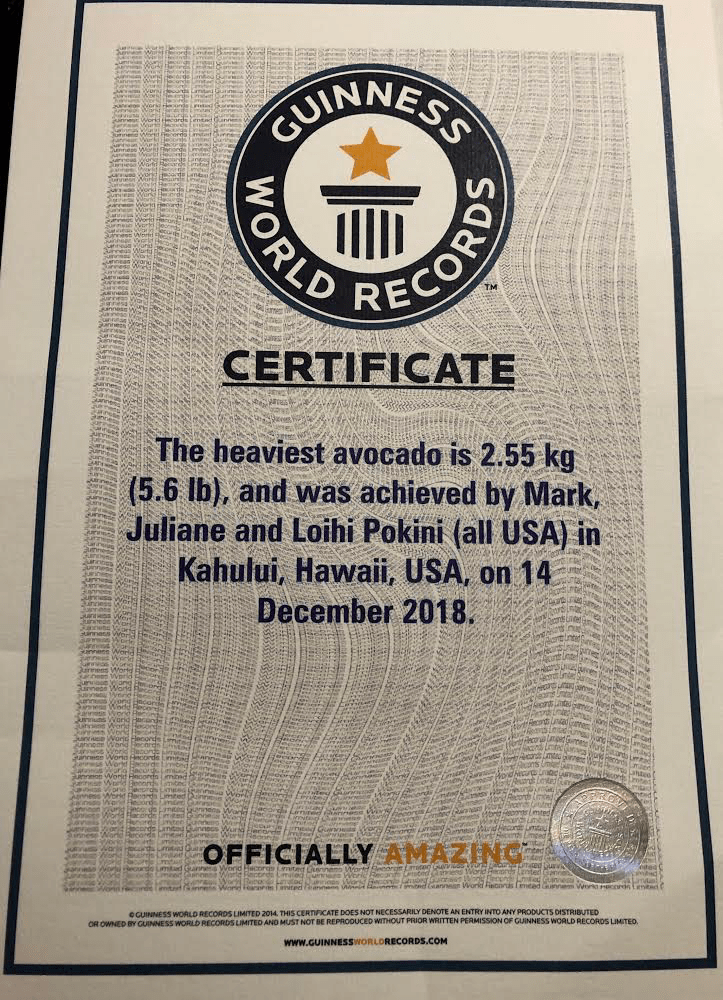 GUINNESS
WORLD RECORDS™
CERTIFICATE
The heaviest avocado is 2.55 kg
(5.6 lb), and was achieved by Mark,
Juliane and Loihi Pokini (all USA) in
Kahului, Hawaii, USA, on 14
December 2018.
OFFICIALLY AMAZING™
© GUINNESS WORLD RECORDS LIMITED 2014. THIS CERTIFICATE DOES NOT NECESSARILY DENOTE AN ENTRY INTO ANY PRODUCTS DISTRIBUTED
OR OWNED BY GUINNESS WORLD RECORDS LIMITED AND MUST NOT BE REPRODUCED WITHOUT PRIOR WRITTEN PERMISSION OF GUINNESS WORLD RECORDS LIMITED.
WWW.GUINNESSWORLDRECORDS.COM